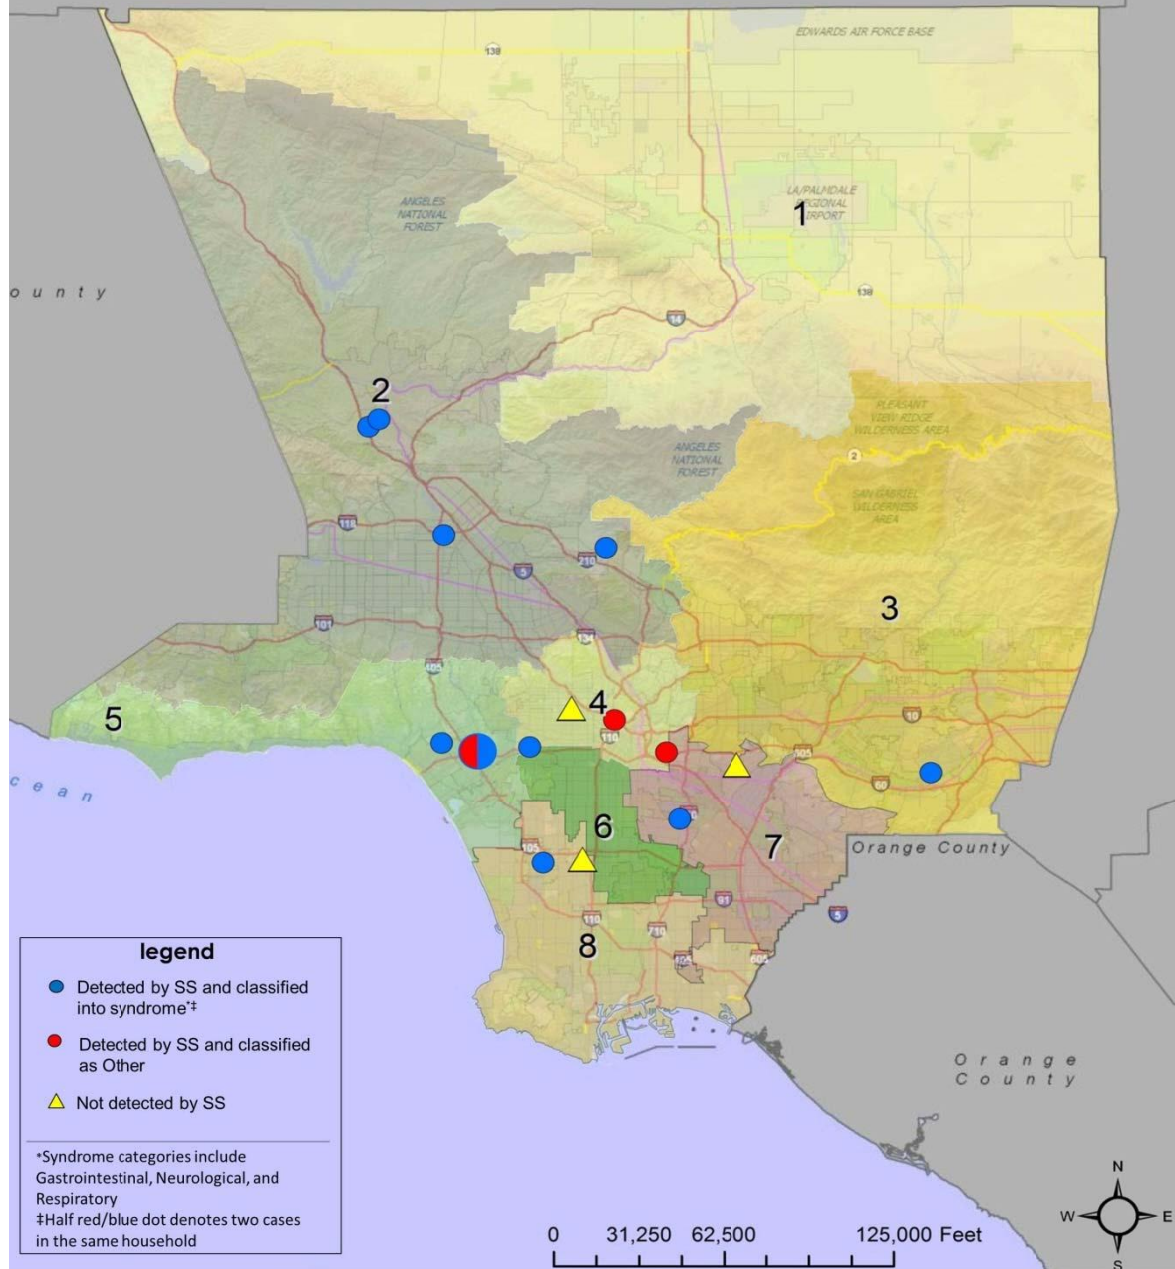 EDWARDS AIR FORCE BASE
138
LA/PALMDALE
REGIONAL
AIRPORT
1
ANGELES
NATIONAL
FOREST
ounty
138
14
2
PLEASANT
VIEW RIDGE
WILDERNESS AREA
ANGELES
NATIONAL
FOREST
2
SAN GABRIEL
WILDERNESS
AREA
118
210
5
3
101
134
405
5
4
10
110
605
60
cean
6
7
105
Orange County
91
5
110
710
8
405
605
legend
Detected by SS and classified
into syndrome*‡
Detected by SS and classified
as Other
Not detected by SS
*Syndrome categories include
Gastrointestinal, Neurological, and
Respiratory
‡Half red/blue dot denotes two cases
in the same household
Orange
County
N
W E
S
0 31,250 62,500 125,000 Feet